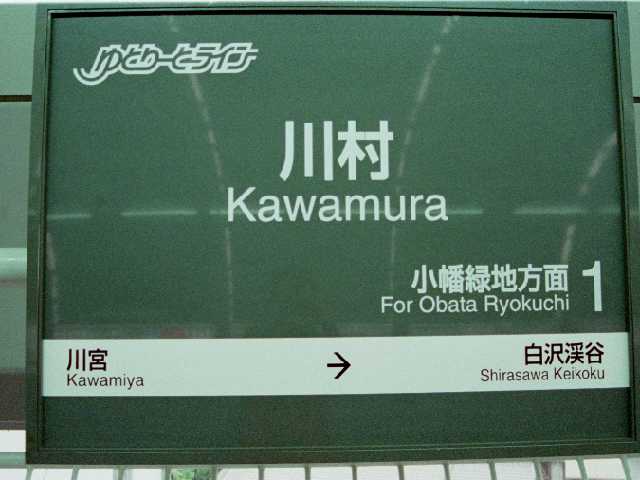 ゆとりーとライン
川村
Kawamura
小幡緑地方面 1
For Obata Ryokuchi
川宮 → 白沢渓谷
Kawamiya Shirasawa Keikoku